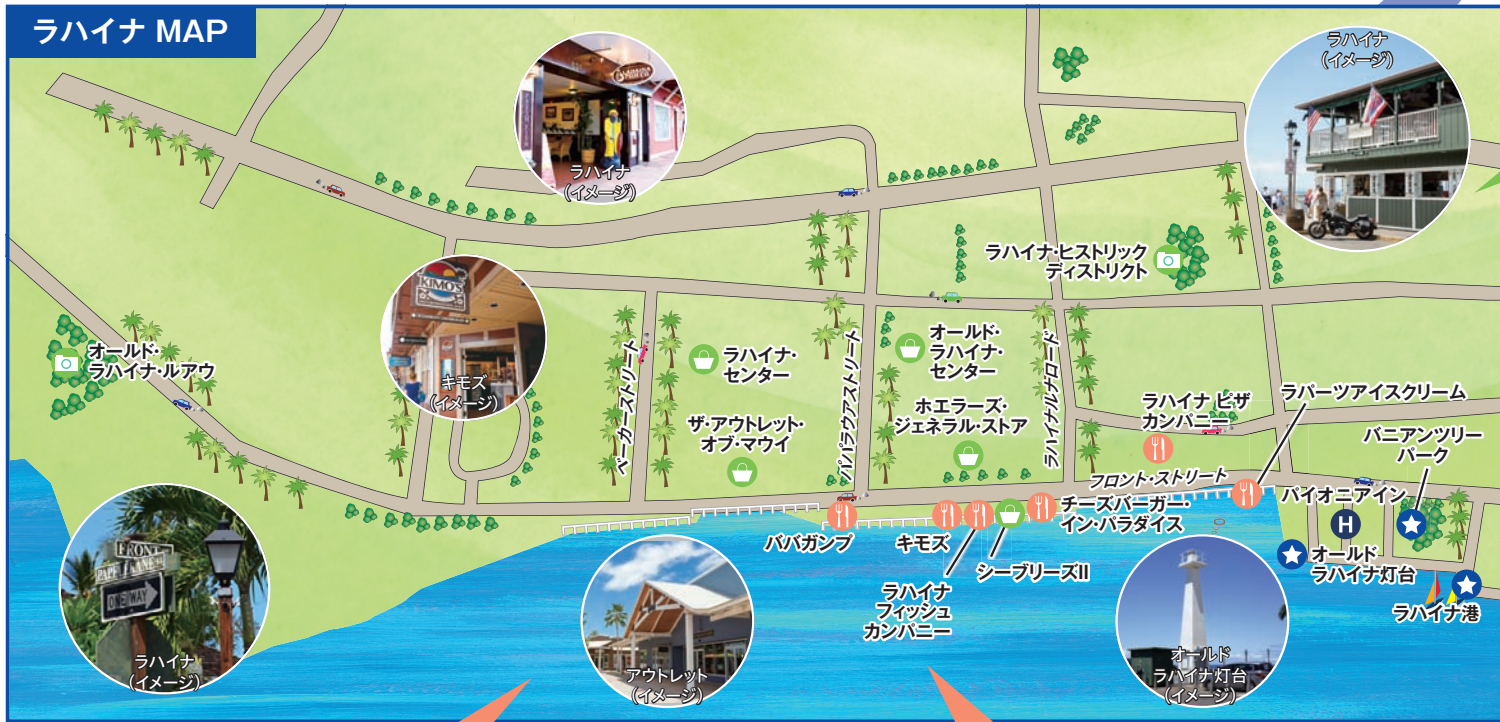 ラハイナ MAP
ラハイナ
(イメージ)
ラハイナ
(イメージ)
ラハイナ・ヒストリック
ディストリクト
KIMO'S
キモズ
(イメージ)
オールド・
ラハイナ・ルアウ
ベーカーストリート
ラハイナ・
センター
パパラウアストリート
オールド・
ラハイナ・
センター
ラハイナルナロード
ザ・アウトレット・
オブ・マウイ
ホエラーズ・
ジェネラル・ストア
ラハイナ ピザ
カンパニー
ラパーツアイスクリーム
バニアンツリー
パーク
フロント・ストリート
パイオニアイン
H
チーズバーガー・
イン・パラダイス
ババガンプ
キモズ
シーブリーズII
ラハイナ
フィッシュ
カンパニー
オールド
ラハイナ灯台
ラハイナ港
FRONT
ONE WAY
ラハイナ
(イメージ)
アウトレット
(イメージ)
オールド
ラハイナ灯台
(イメージ)